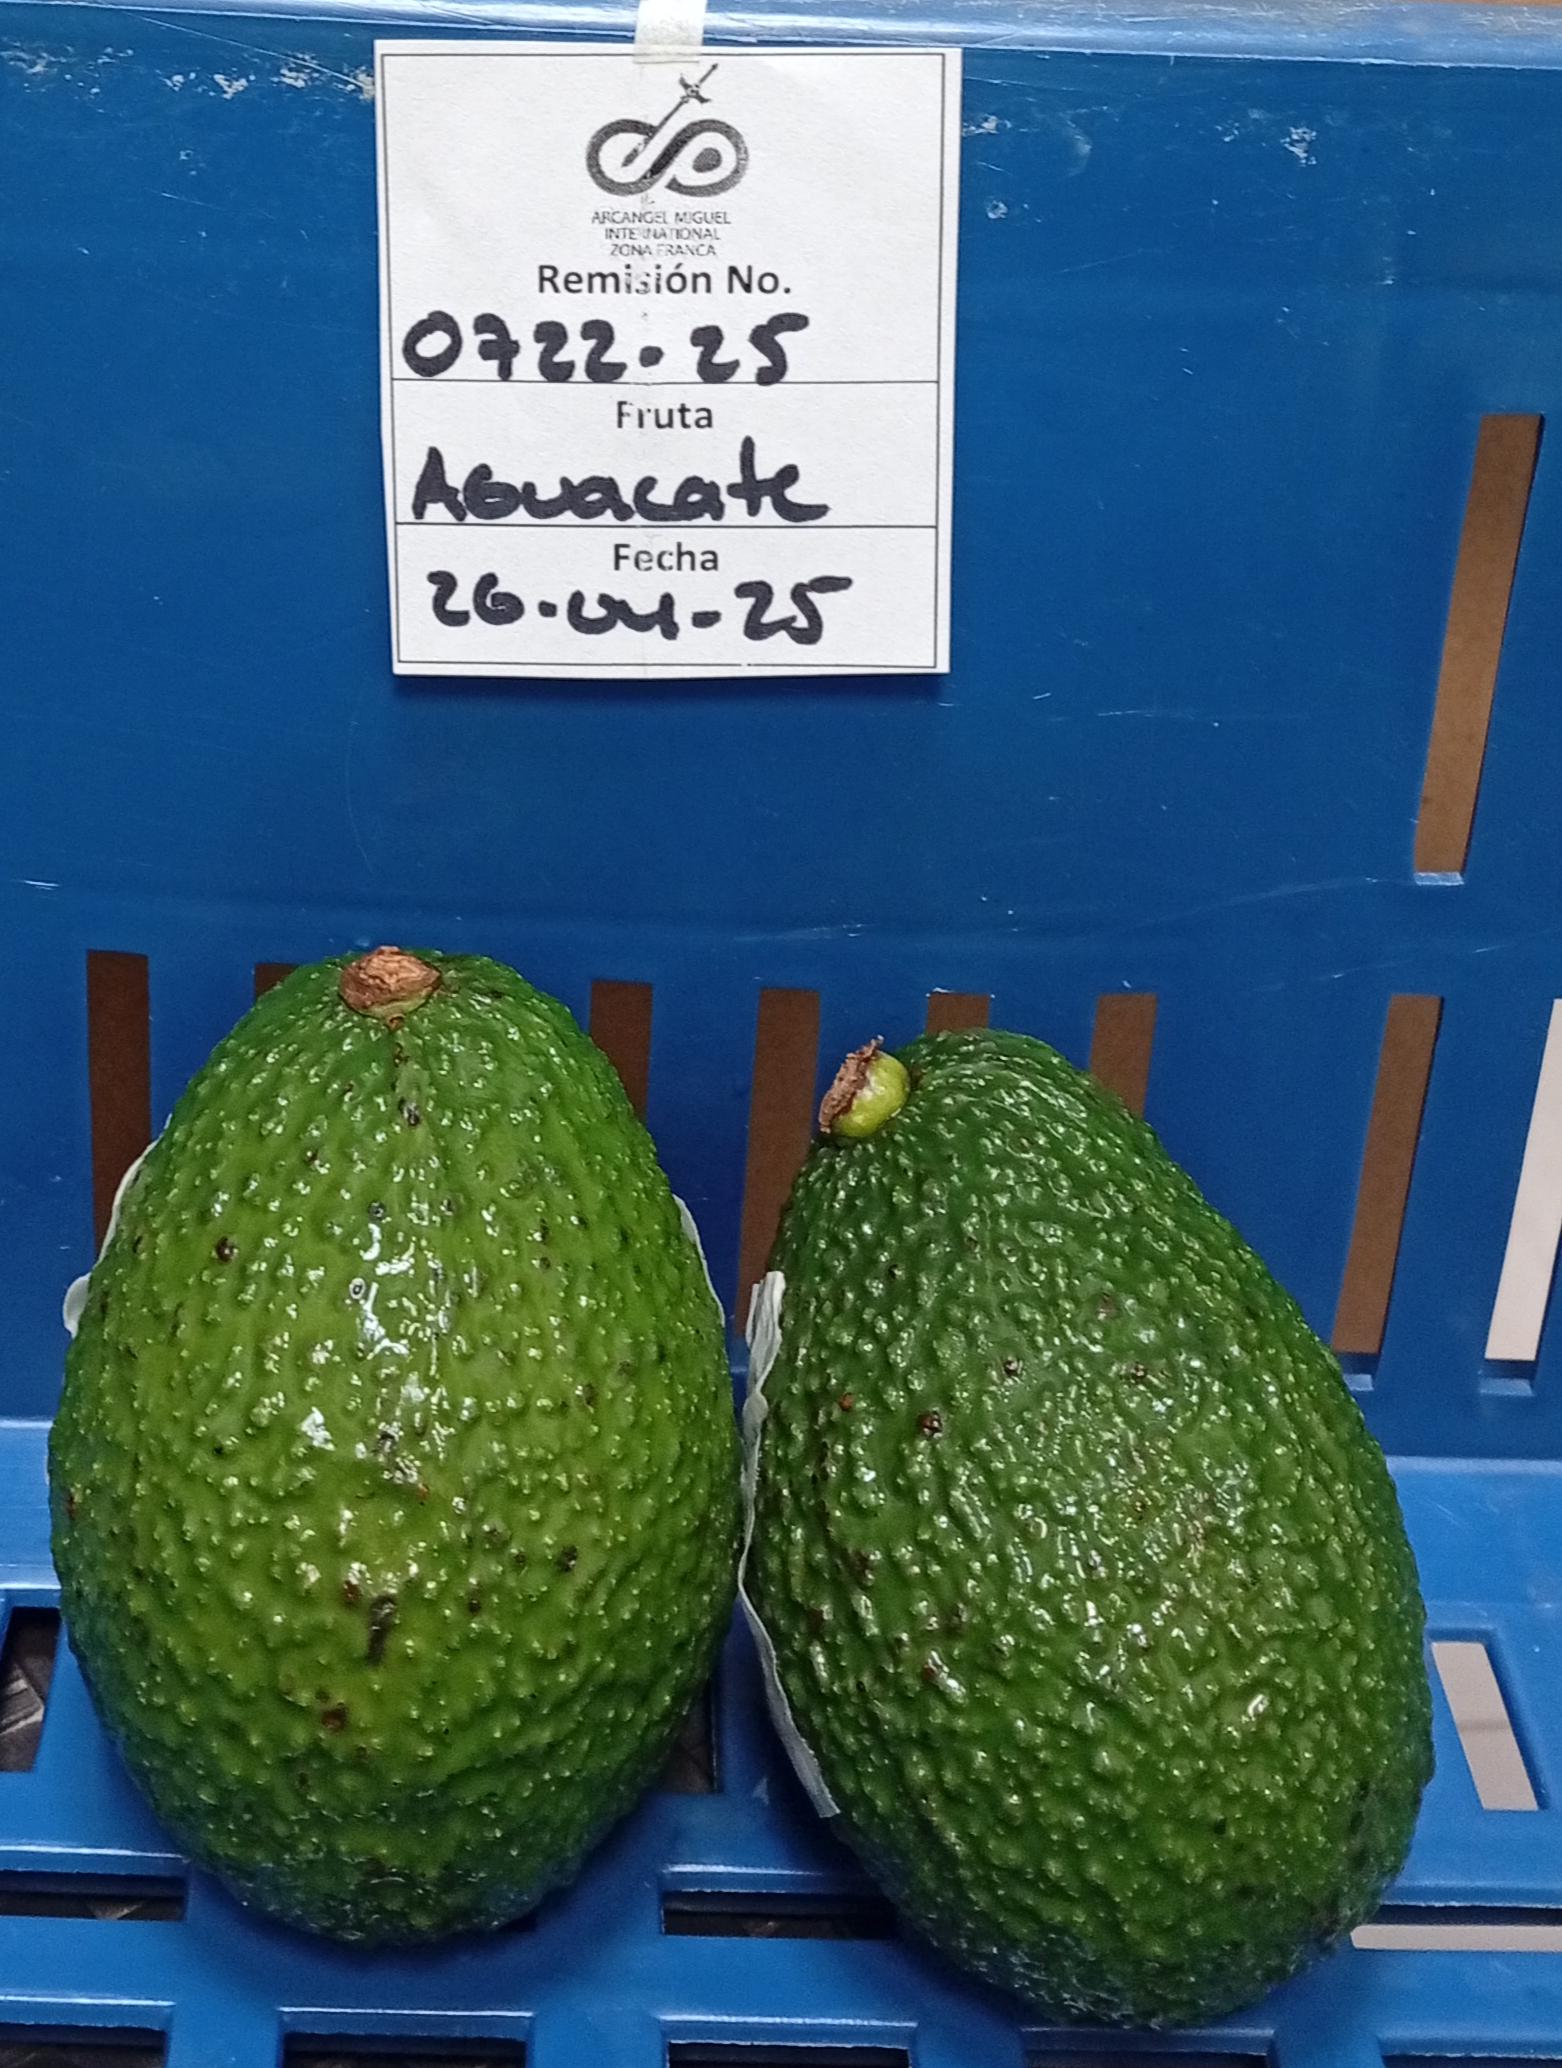 ARCANGEL MIGUEL
INTERNATIONAL
ZONA FRANCA
Remisión No.
0722-25
Fruta
Aguacate
Fecha
26-04-25